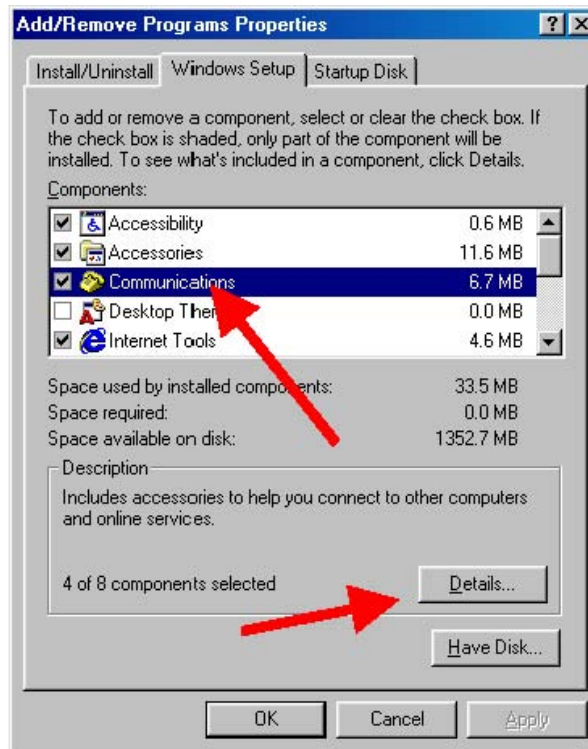 Add/Remove Programs Properties
Install/Uninstall Windows Setup Startup Disk
To add or remove a component, select or clear the check box. If
the check box is shaded, only part of the component will be
installed. To see what's included in a component, click Details.
Components:
Accessibility 0.6 MB
Accessories 11.6 MB
Communications 6.7 MB
Desktop 0.0 MB
Internet Tools 4.6 MB
Space used by installed components: 33.5 MB
Space required: 0.0 MB
Space available on disk: 1352.7 MB
Description
Includes accessories to help you connect to other computers
and online services.
4 of 8 components selected Details...
Have Disk...
OK Cancel Apply